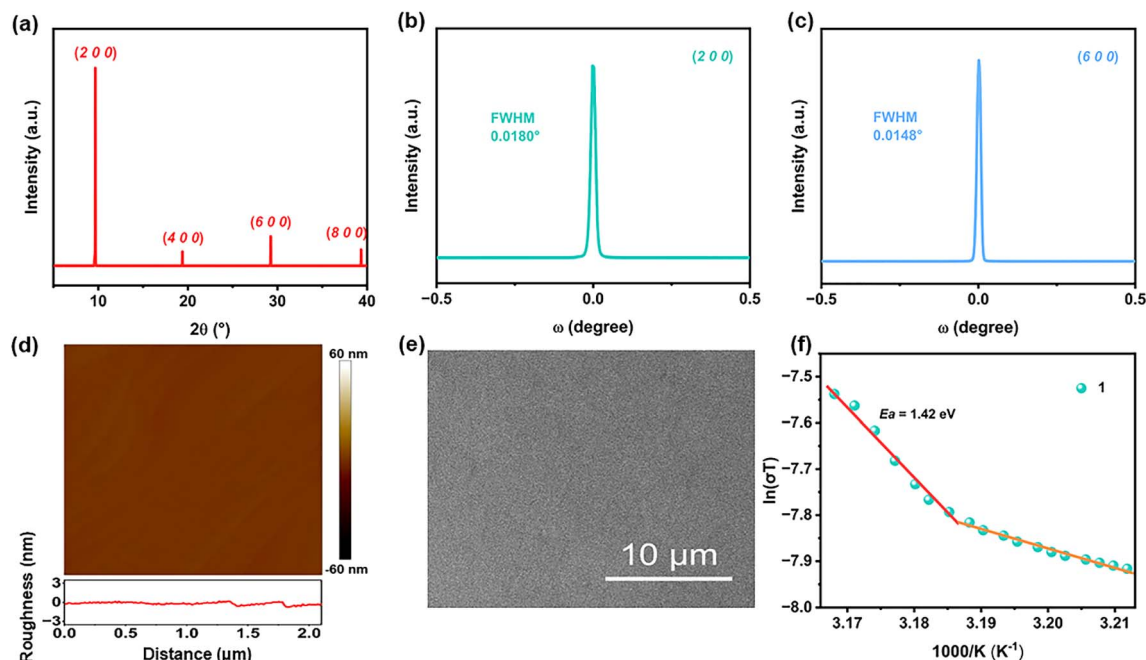 (a)
Intensity (a.u.)
(2 0 0)
(4 0 0)
(6 0 0)
(8 0 0)
10
20
30
40
2θ (°)
(b)
Intensity (a.u.)
(2 0 0)
FWHM
0.0180°
−0.5
0.0
0.5
ω (degree)
(c)
Intensity (a.u.)
(6 0 0)
FWHM
0.0148°
−0.5
0.0
0.5
ω (degree)
(d)
60 nm
-60 nm
Roughness (nm)
3
0
−3
0.0
0.5
1.0
1.5
2.0
Distance (μm)
(e)
10 μm
(f)
ln(σT)
−7.5
−7.6
−7.7
−7.8
−7.9
−8.0
1
Ea = 1.42 eV
3.17
3.18
3.19
3.20
3.21
1000/K (K⁻¹)